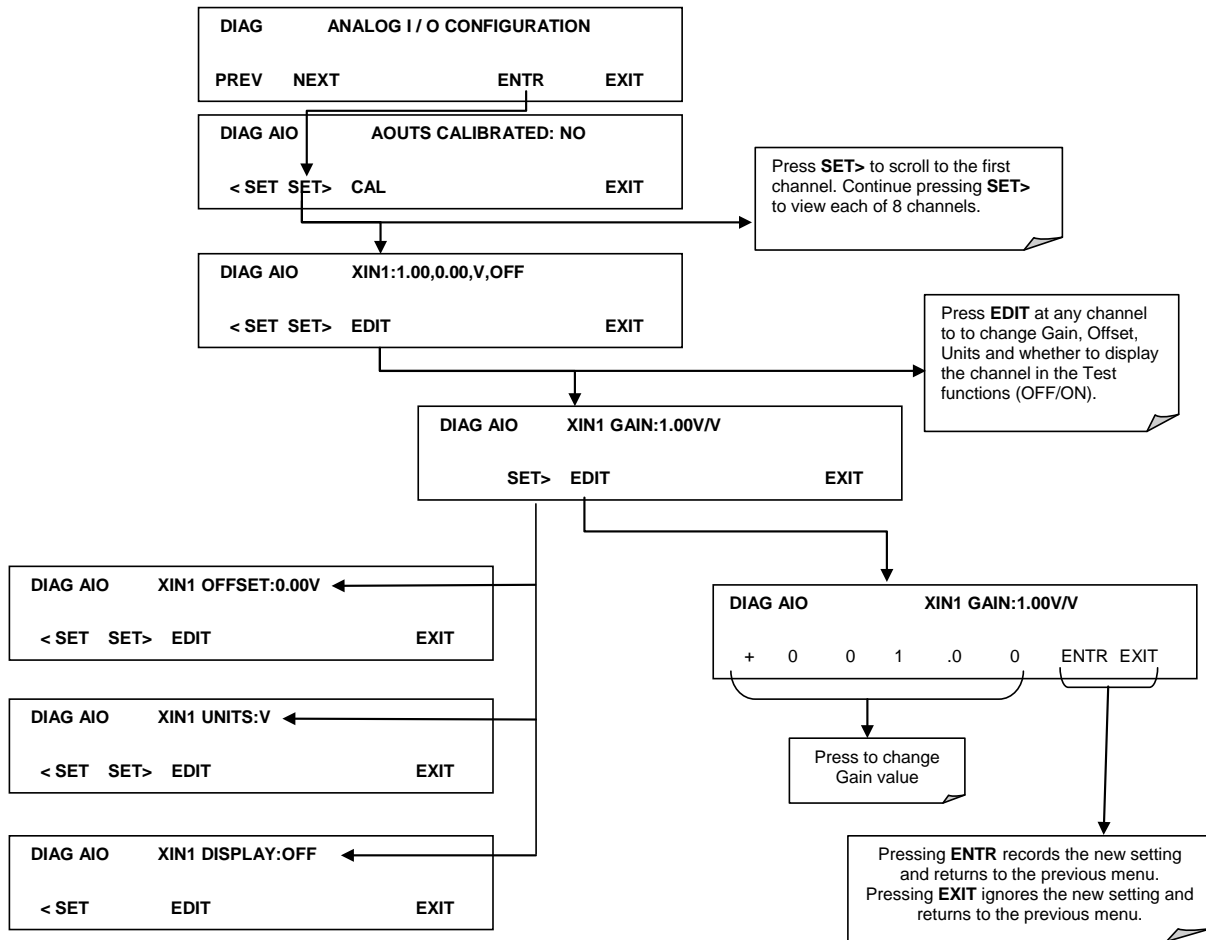 DIAG ANALOG I / O CONFIGURATION
PREV NEXT ENTR EXIT
DIAG AIO AOUTS CALIBRATED: NO
< SET SET> CAL EXIT
Press SET> to scroll to the first
channel. Continue pressing SET>
to view each of 8 channels.
DIAG AIO XIN1:1.00,0.00,V,OFF
< SET SET> EDIT EXIT
Press EDIT at any channel
to to change Gain, Offset,
Units and whether to display
the channel in the Test
functions (OFF/ON).
DIAG AIO XIN1 GAIN:1.00V/V
SET> EDIT EXIT
DIAG AIO XIN1 OFFSET:0.00V
< SET SET> EDIT EXIT
DIAG AIO XIN1 UNITS:V
< SET SET> EDIT EXIT
DIAG AIO XIN1 DISPLAY:OFF
< SET EDIT EXIT
DIAG AIO XIN1 GAIN:1.00V/V
+ 0 0 1 .0 0 ENTR EXIT
Press to change
Gain value
Pressing ENTR records the new setting
and returns to the previous menu.
Pressing EXIT ignores the new setting and
returns to the previous menu.